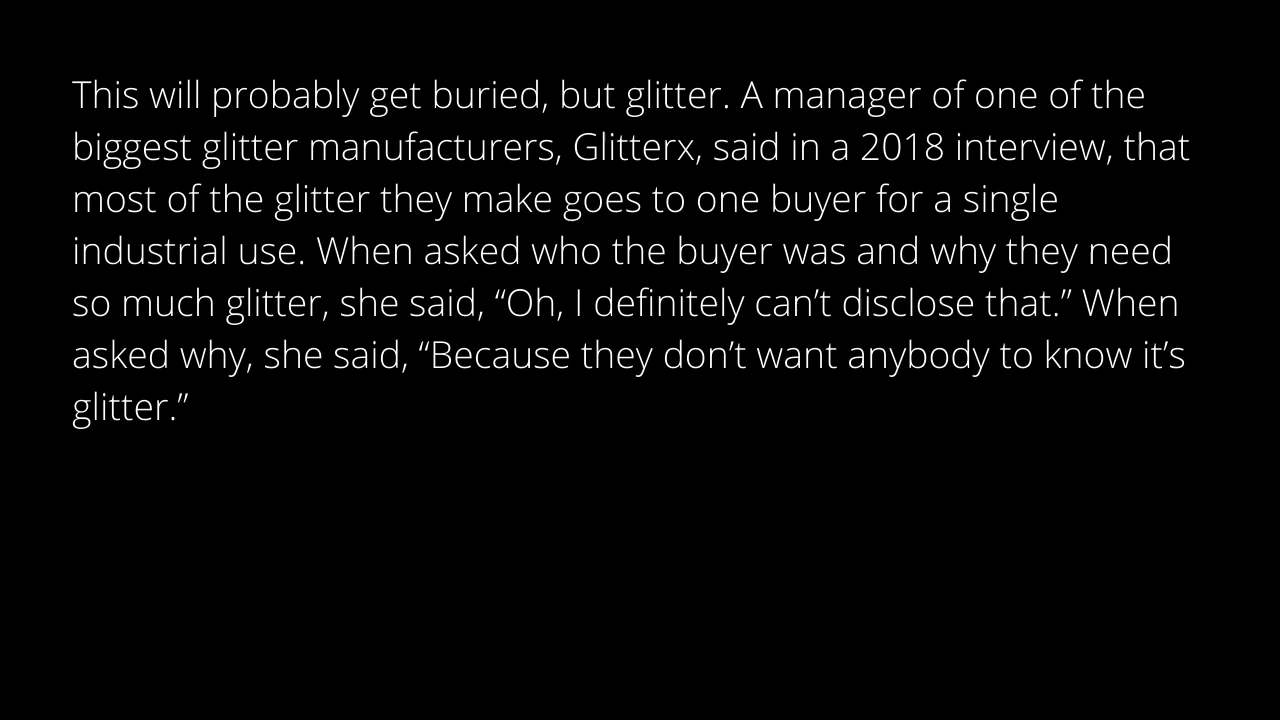 This will probably get buried, but glitter. A manager of one of the
biggest glitter manufacturers, Glitterx, said in a 2018 interview, that
most of the glitter they make goes to one buyer for a single
industrial use. When asked who the buyer was and why they need
so much glitter, she said, “Oh, I definitely can’t disclose that.” When
asked why, she said, “Because they don’t want anybody to know it’s
glitter.”